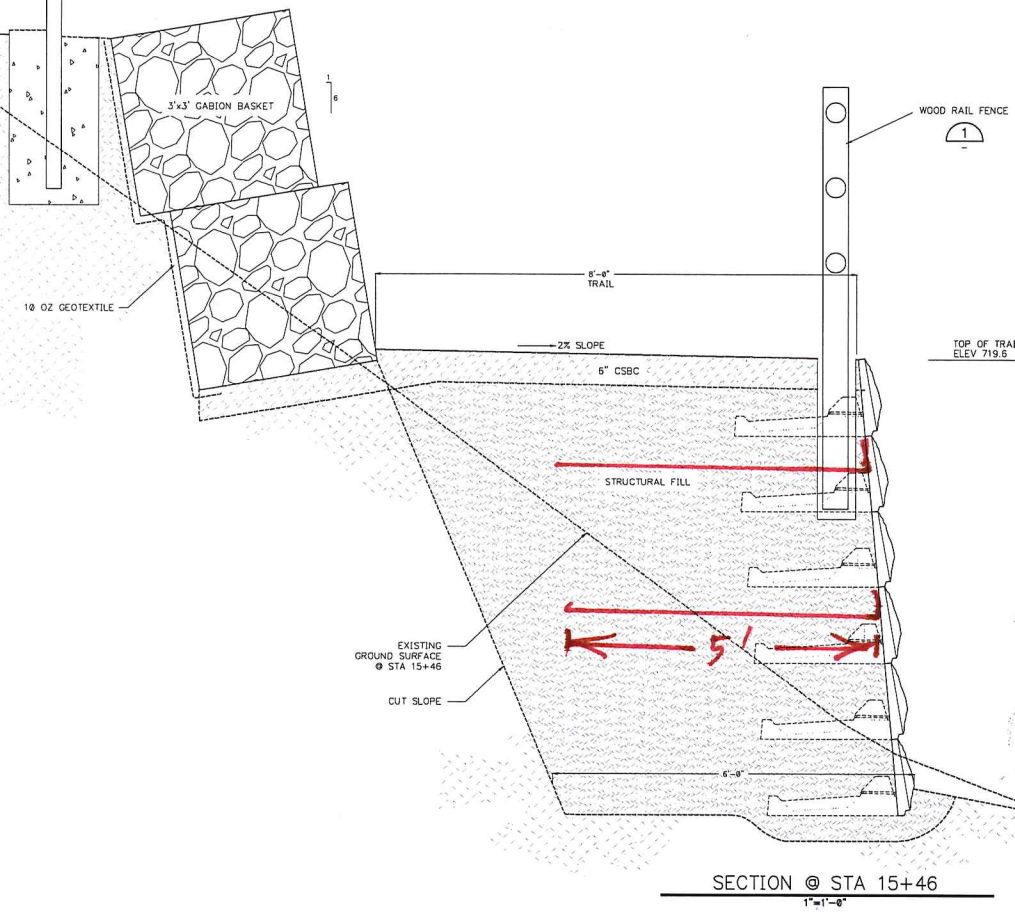 3'x3' GABION BASKET
1
6
WOOD RAIL FENCE
1
-
8'-0"
TRAIL
10 OZ GEOTEXTILE
2% SLOPE
6" CSBC
ELEV 719.6
TOP OF
STRUCTURAL FILL
EXISTING
GROUND SURFACE
@ STA 15+46
5'
CUT SLOPE
6'-0"
SECTION @ STA 15+46
1"=1'-0"